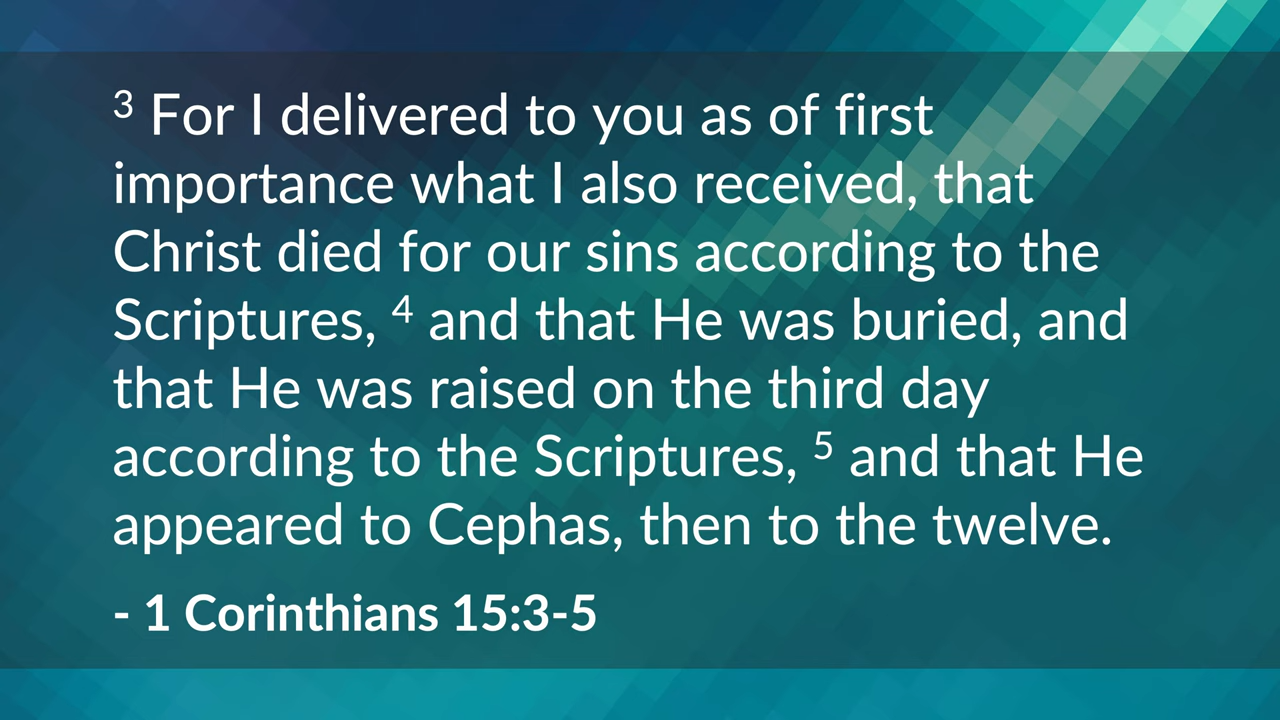 3 For I delivered to you as of first
importance what I also received, that
Christ died for our sins according to the
Scriptures, 4 and that He was buried, and
that He was raised on the third day
according to the Scriptures, 5 and that He
appeared to Cephas, then to the twelve.
- 1 Corinthians 15:3-5